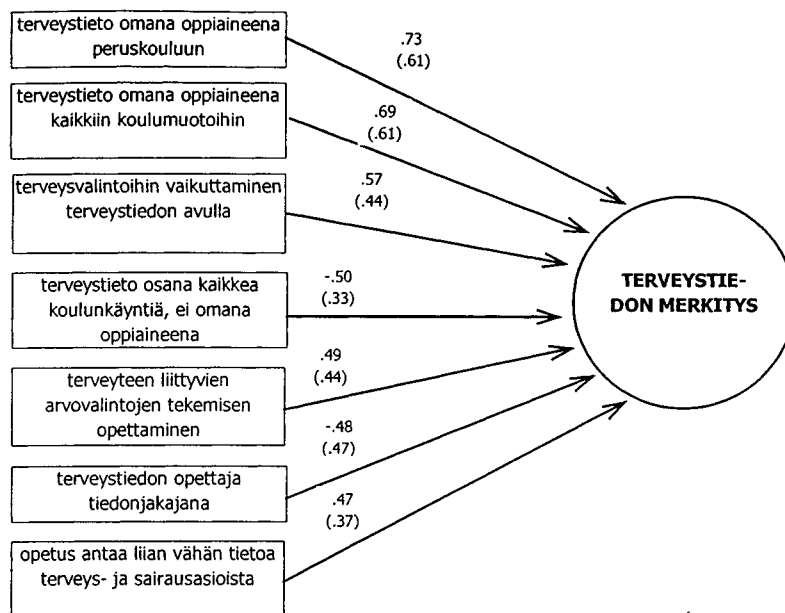 terveystieto omana oppiaineena
peruskouluun
.73
(.61)
terveystieto omana oppiaineena
kaikkiin koulumuotoihin
.69
(.61)
terveysvalintoihin vaikuttaminen
terveystiedon avulla
.57
(.44)
terveystieto osana kaikkea
koulunkäyntiä, ei omana
oppiaineena
-.50
(.33)
terveyteen liittyvien
arvovalintojen tekemisen
opettaminen
.49
(.44)
terveystiedon opettaja
tiedonjakajana
-.48
(.47)
opetus antaa liian vähän tietoa
terveys- ja sairausasioista
.47
(.37)
TERVEYSTIE-
DON MERKITYS